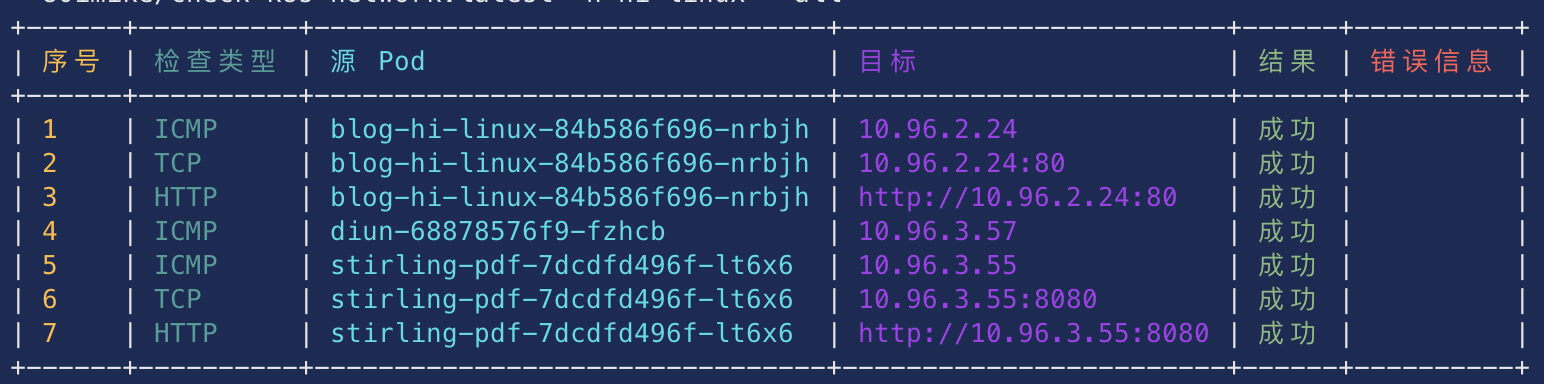 | 序号 | 检查类型 | 源 Pod | 目标 | 结果 | 错误信息 |
| 1 | ICMP | blog-hi-linux-84b586f696-nrbjh | 10.96.2.24 | 成功 | |
| 2 | TCP | blog-hi-linux-84b586f696-nrbjh | 10.96.2.24:80 | 成功 | |
| 3 | HTTP | blog-hi-linux-84b586f696-nrbjh | http://10.96.2.24:80 | 成功 | |
| 4 | ICMP | diun-68878576f9-fzhcb | 10.96.3.57 | 成功 | |
| 5 | ICMP | stirling-pdf-7dcdfd496f-lt6x6 | 10.96.3.55 | 成功 | |
| 6 | TCP | stirling-pdf-7dcdfd496f-lt6x6 | 10.96.3.55:8080 | 成功 | |
| 7 | HTTP | stirling-pdf-7dcdfd496f-lt6x6 | http://10.96.3.55:8080 | 成功 | |